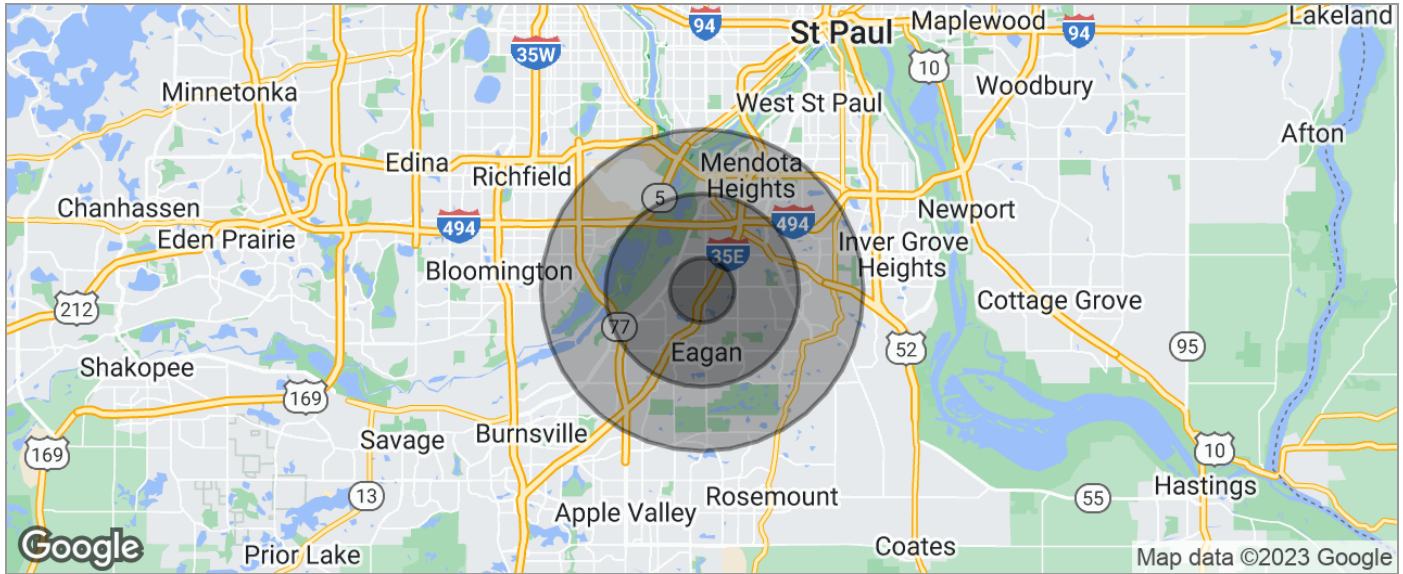 Lakeland
94
St Paul
Maplewood
94
35W
10
Minnetonka
Woodbury
West St Paul
Afton
Edina
Mendota
Heights
Richfield
5
Chanhassen
494
494
Newport
Eden Prairie
Inver Grove
Heights
35E
Bloomington
212
Cottage Grove
77
52
95
Eagan
Shakopee
169
Savage
Burnsville
169
10
Hastings
13
Rosemount
55
Apple Valley
Google
Prior Lake
Coates
Map data ©2023 Google